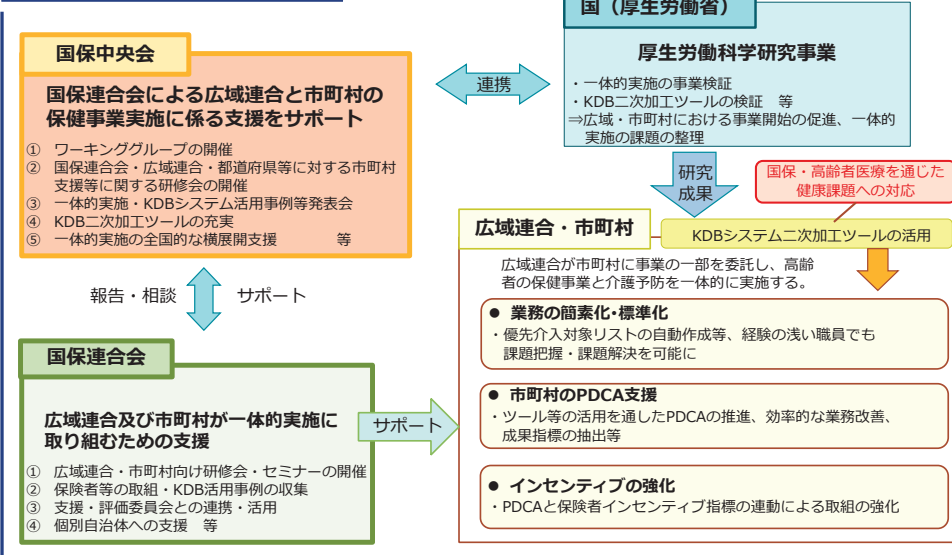 国（厚生労働省）
厚生労働科学研究事業
・一体的実施の事業検証
・KDB二次加工ツールの検証　等
⇒広域・市町村における事業開始の促進、一体的
実施の課題の整理
国保中央会
国保連合会による広域連合と市町村の
保健事業実施に係る支援をサポート
① ワーキンググループの開催
② 国保連合会・広域連合・都道府県等に対する市町村
支援等に関する研修会の開催
③ 一体的実施・KDBシステム活用事例等発表会
④ KDB二次加工ツールの充実
⑤ 一体的実施の全国的な横展開支援　　　等
連携
研究
成果
国保・高齢者医療を通じた
健康課題への対応
広域連合・市町村
KDBシステム二次加工ツールの活用
広域連合が市町村に事業の一部を委託し、高齢
者の保健事業と介護予防を一体的に実施する。
● 業務の簡素化・標準化
・優先介入対象リストの自動作成等、経験の浅い職員でも
課題把握・課題解決を可能に
● 市町村のPDCA支援
・ツール等の活用を通したPDCAの推進、効率的な業務改善、
成果指標の抽出等
● インセンティブの強化
・PDCAと保険者インセンティブ指標の連動による取組の強化
報告・相談
サポート
国保連合会
広域連合及び市町村が一体的実施に
取り組むための支援
① 広域連合・市町村向け研修会・セミナーの開催
② 保険者等の取組・KDB活用事例の収集
③ 支援・評価委員会との連携・活用
④ 個別自治体への支援　等
サポート